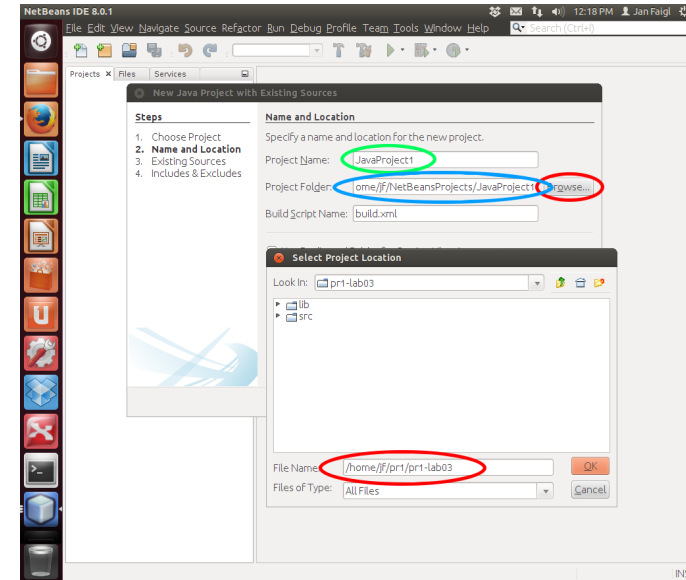 NetBeans IDE 8.0.1
12:18 PM Jan Faigl
File Edit View Navigate Source Refactor Run Debug Profile Team Tools Window Help
Search (Ctrl+I)
Projects Files Services
New Java Project with Existing Sources
Steps
1. Choose Project
2. Name and Location
3. Existing Sources
4. Includes & Excludes
Name and Location
Specify a name and location for the new project.
Project Name: JavaProject1
Project Folder: ome/jf/NetBeansProjects/JavaProject1 Browse...
Build Script Name: build.xml
Select Project Location
Look In: pr1-lab03
lib
src
File Name: /home/jf/pr1/pr1-lab03 OK
Files of Type: All Files Cancel
INS